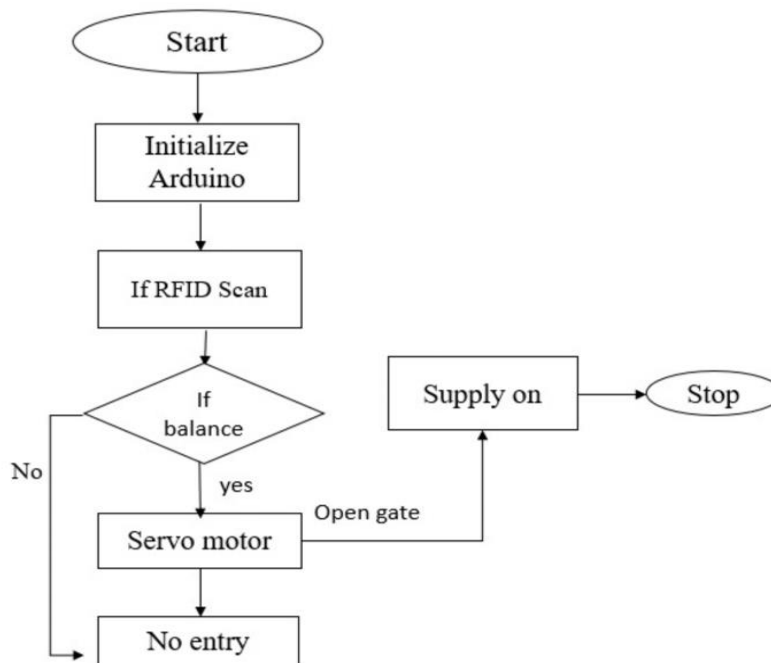 Start
Initialize
Arduino
If RFID Scan
If
balance
Supply on
Stop
No
yes
Open gate
Servo motor
No entry